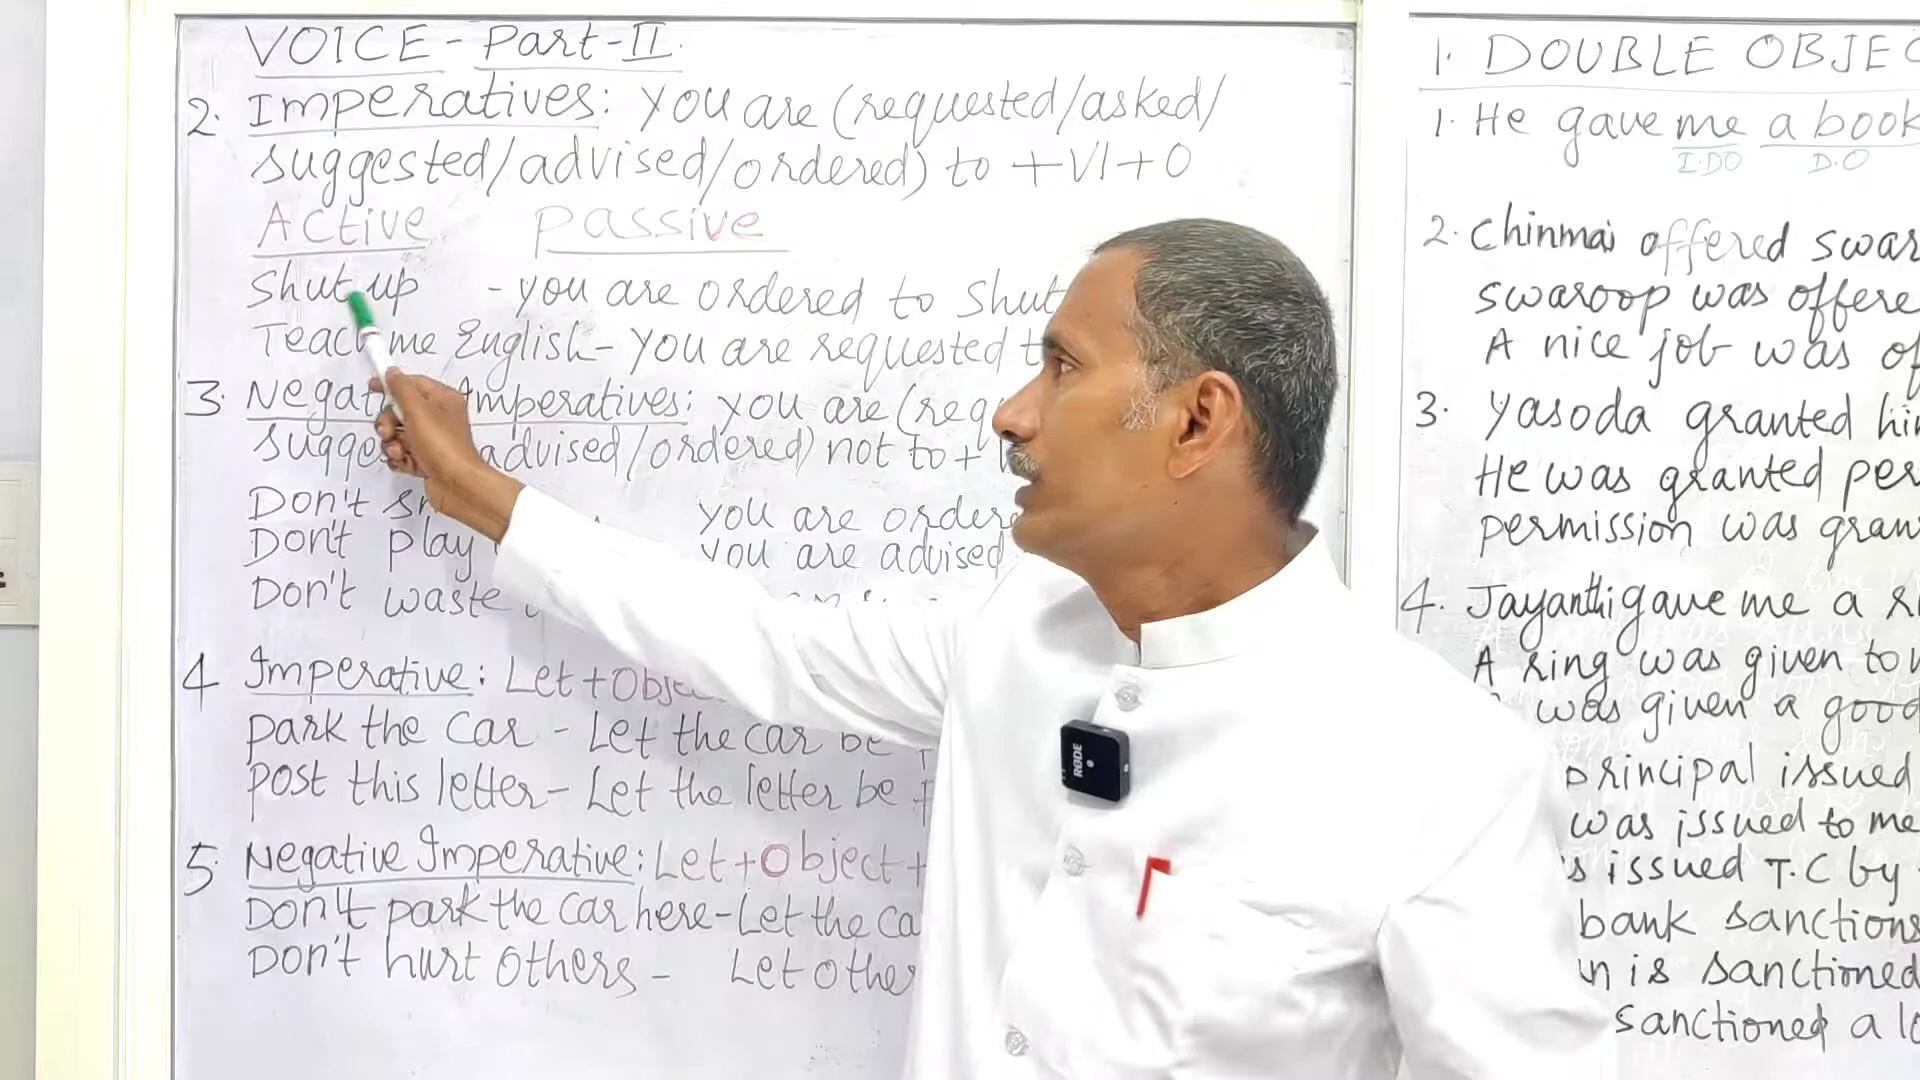 VOICE - Part-II.
2. Imperatives: You are (requested/asked/
suggested/advised/ordered) to +V1+O
Active Passive
Shut up - you are ordered to shut
Teach me English - you are requested
3. Negat Imperatives: you are (req
sugges advised/ordered) not to +
Don't you are ordere
Don't play you are advised
Don't waste
4 Imperative: Let + Objec
park the car - Let the car be
post this letter - Let the letter be
5. Negative Imperative: Let + Object +
Don't park the car here - Let the ca
Don't hurt others - Let other
1. DOUBLE OBJEC
1. He gave me a book
I.DO D.O
2. Chinmai offered swar
swaroop was offere
A nice job was of
3. Yasoda granted hi
He was granted per
permission was gran
4. Jayanthi gave me a ri
A ring was given to
was given a good
principal issued
was issued to me
s issued T.C by
bank sanctions
n is sanctioned
sanctioned a lo
RØDE